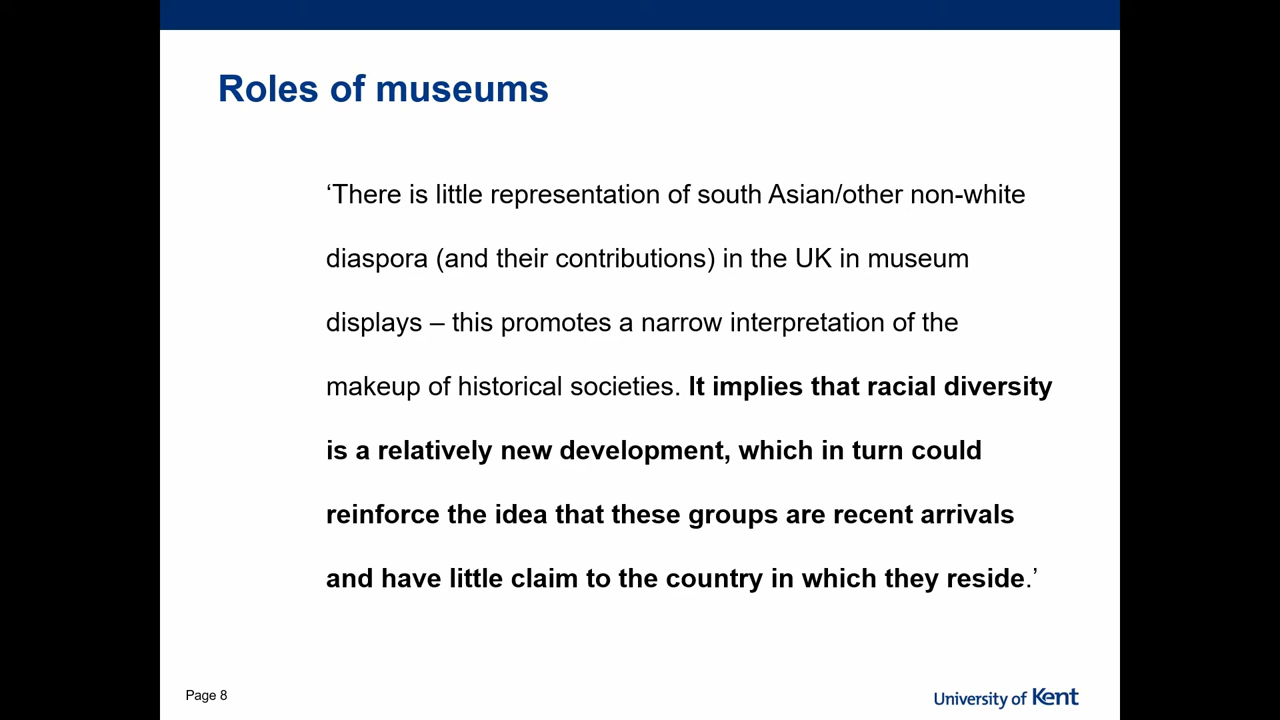 Roles of museums
‘There is little representation of south Asian/other non-white
diaspora (and their contributions) in the UK in museum
displays – this promotes a narrow interpretation of the
makeup of historical societies. It implies that racial diversity
is a relatively new development, which in turn could
reinforce the idea that these groups are recent arrivals
and have little claim to the country in which they reside.’
Page 8
University of Kent